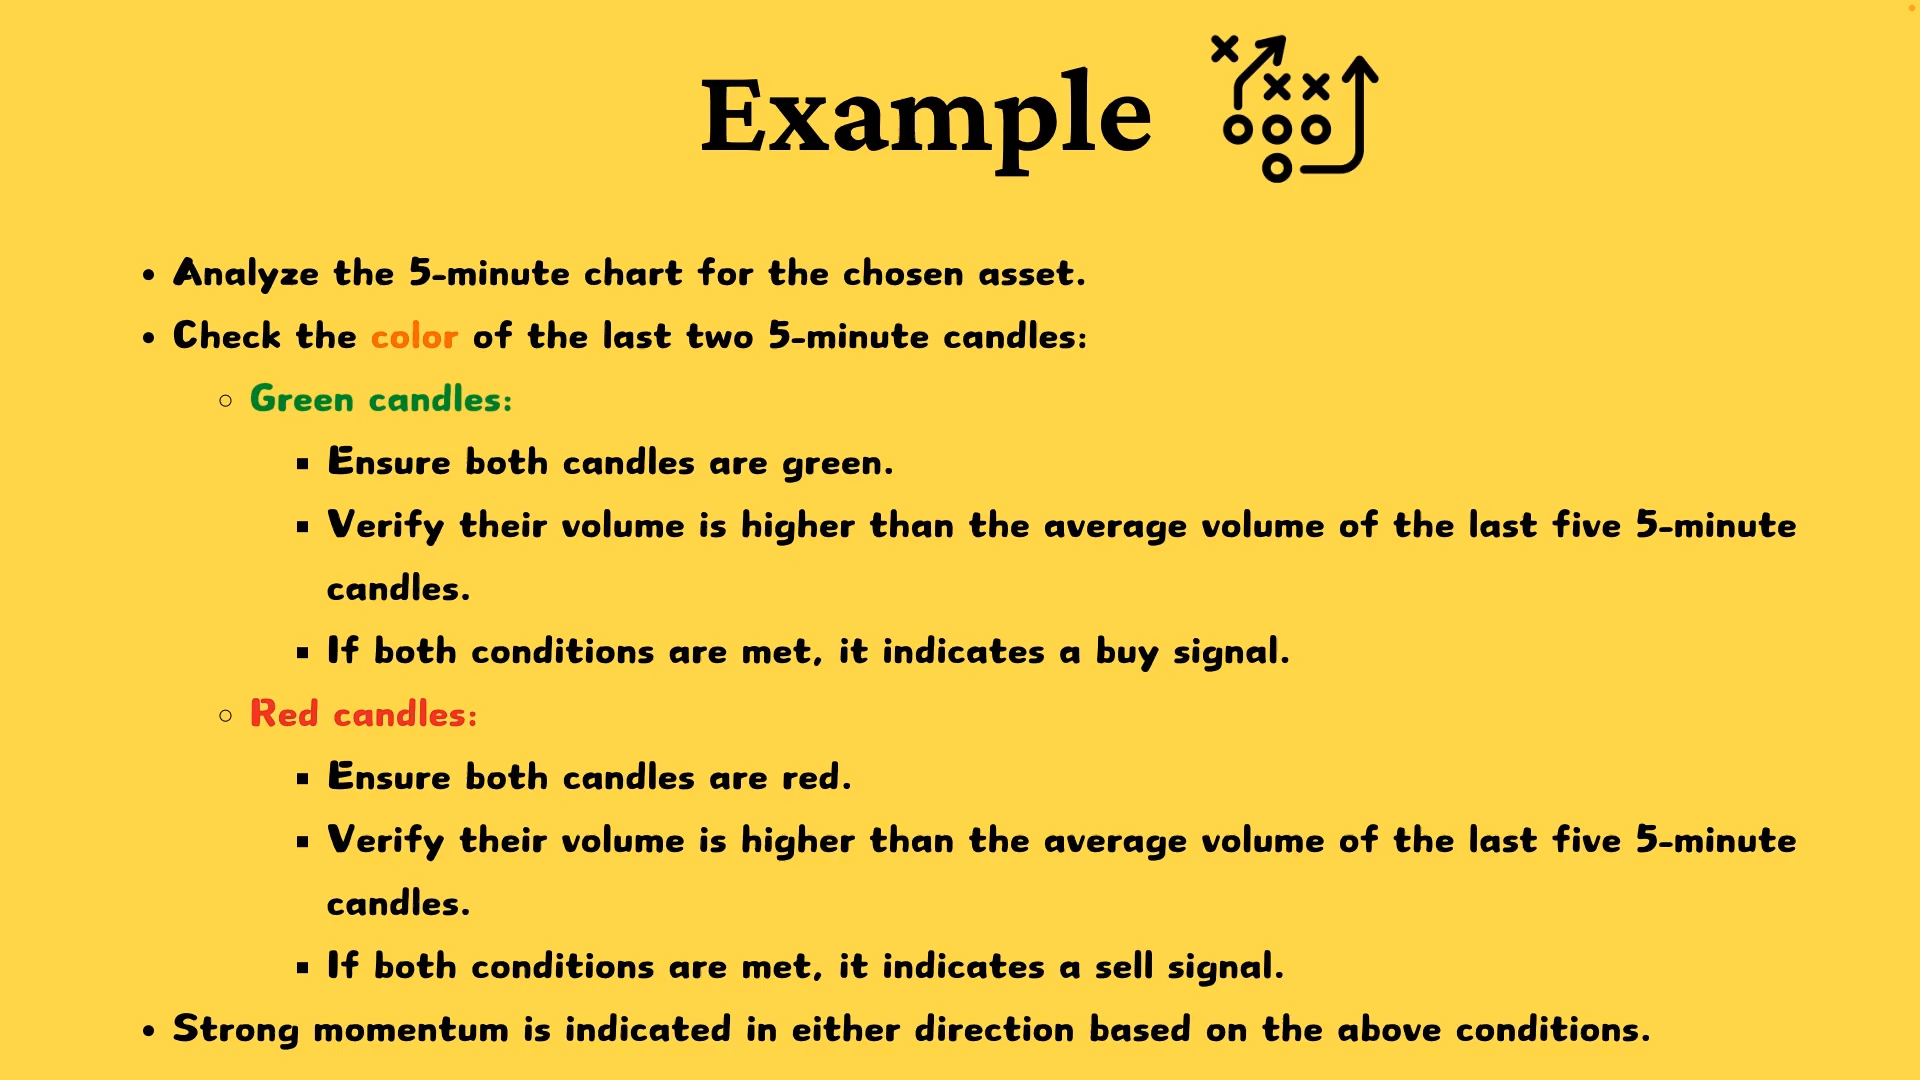 Example
Analyze the 5-minute chart for the chosen asset.
Check the color of the last two 5-minute candles:
Green candles:
Ensure both candles are green.
Verify their volume is higher than the average volume of the last five 5-minute
candles.
If both conditions are met, it indicates a buy signal.
Red candles:
Ensure both candles are red.
Verify their volume is higher than the average volume of the last five 5-minute
candles.
If both conditions are met, it indicates a sell signal.
Strong momentum is indicated in either direction based on the above conditions.